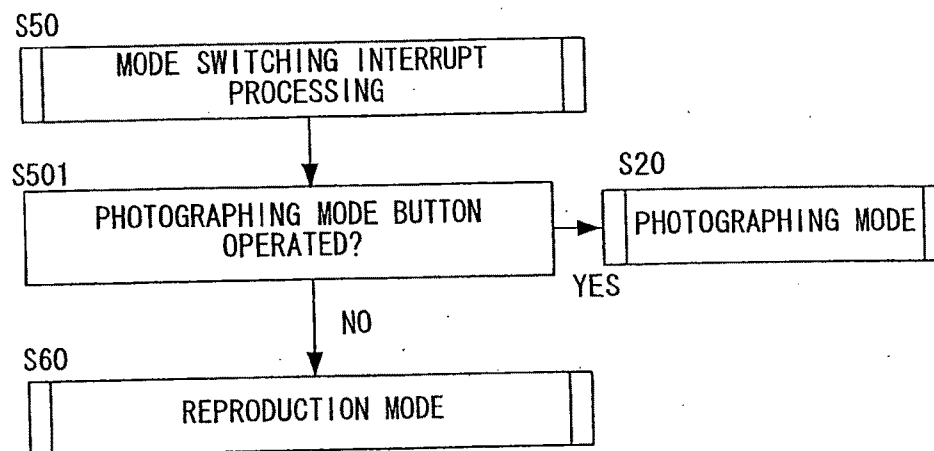 S50
MODE SWITCHING INTERRUPT
PROCESSING
S501
PHOTOGRAPHING MODE BUTTON
OPERATED?
S20
PHOTOGRAPHING MODE
YES
NO
S60
REPRODUCTION MODE